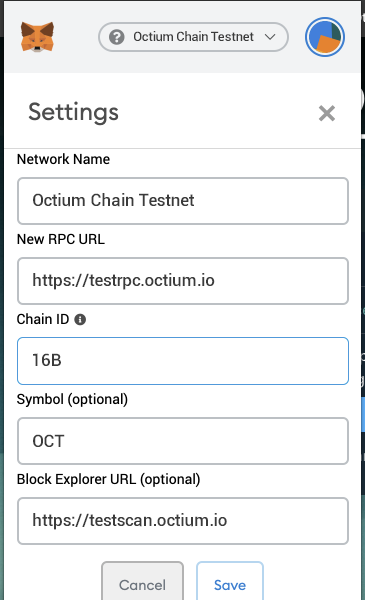 Octium Chain Testnet
Settings
Network Name
Octium Chain Testnet
New RPC URL
https://testrpc.octium.io
Chain ID
16B
Symbol (optional)
OCT
Block Explorer URL (optional)
https://testscan.octium.io
Cancel Save